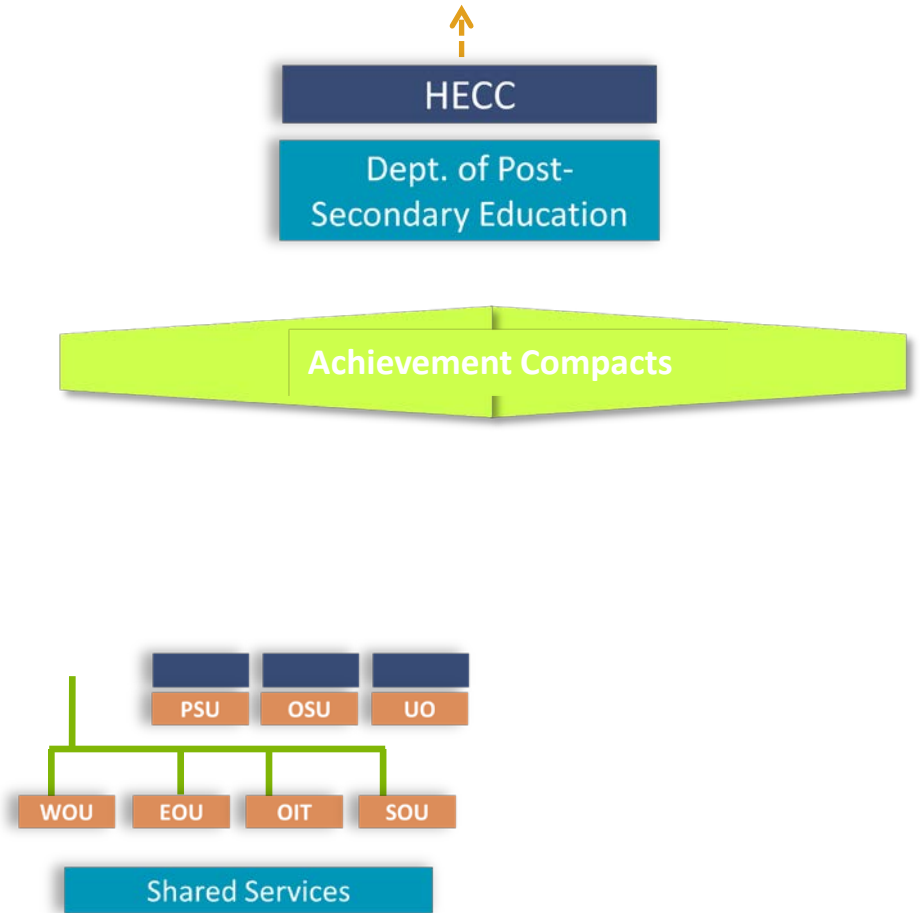 HECC
Dept. of Post-
Secondary Education
Achievement Compacts
PSU
OSU
UO
WOU
EOU
OIT
SOU
Shared Services